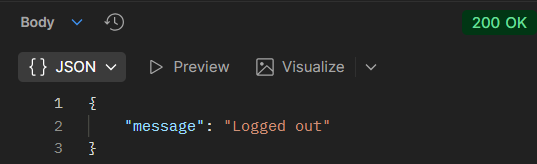 Body 200 OK
{} JSON Preview Visualize
1 {
2 "message": "Logged out"
3 }